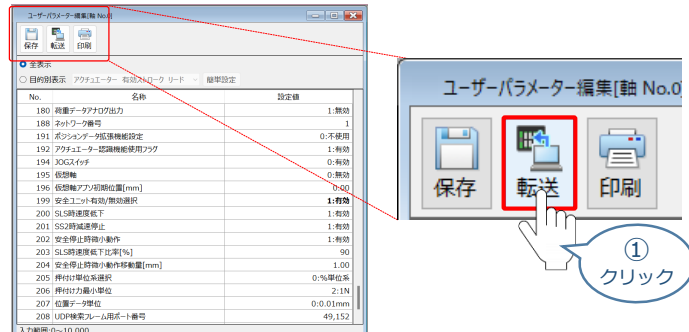 ユーザーパラメーター編集[軸 No.0]
保存 転送 印刷
全表示
目的別表示 アクチュエーター 有効ストローク リード 簡単設定
No. 名称 設定値
180 荷重データアナログ出力 1:無効
188 ネットワーク番号 1
191 ポジションデータ拡張機能設定 0:不使用
192 アクチュエーター認識機能使用フラグ 1:有効
194 JOGスイッチ 0:有効
195 仮想軸 0:無効
196 仮想軸アブソ初期位置[mm] 0.00
199 安全ユニット有効/無効選択 1:有効
200 SLS時速度低下 1:有効
201 SS2時減速停止 1:有効
202 安全停止時微小動作 1:有効
203 SLS時速度低下比率[%] 90
204 安全停止時微小動作移動量[mm] 1.00
205 押付け単位系選択 0:%単位系
206 押付け力最小単位 2:1N
207 位置データ単位 0:0.01mm
208 UDP検索フレーム用ポート番号 49,152
入力範囲:0～10,000
ユーザーパラメーター編集[軸 No.0]
保存 転送 印刷
①
クリック